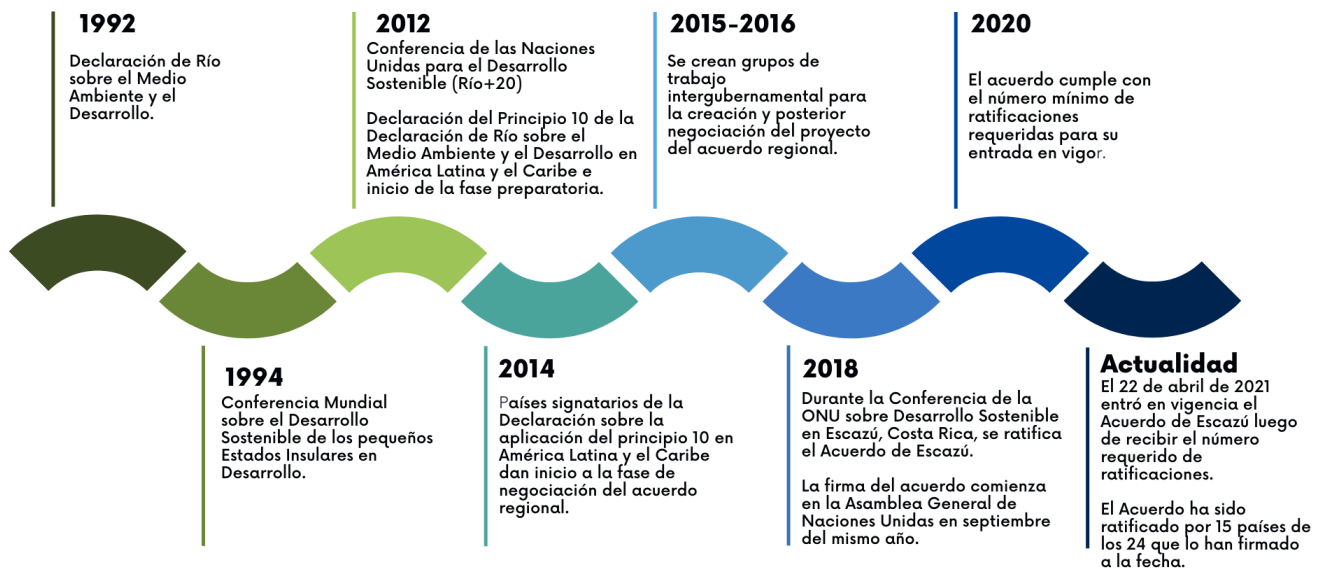 1992
Declaración de Río
sobre el Medio
Ambiente y el
Desarrollo.
1994
Conferencia Mundial
sobre el Desarrollo
Sostenible de los pequeños
Estados Insulares en
Desarrollo.
2012
Conferencia de las Naciones
Unidas para el Desarrollo
Sostenible (Río+20)
Declaración del Principio 10 de la
Declaración de Río sobre el
Medio Ambiente y el Desarrollo en
América Latina y el Caribe e
inicio de la fase preparatoria.
2014
Países signatarios de la
Declaración sobre la
aplicación del principio 10 en
América Latina y el Caribe
dan inicio a la fase de
negociación del acuerdo
regional.
2015-2016
Se crean grupos de
trabajo
intergubernamental para
la creación y posterior
negociación del proyecto
del acuerdo regional.
2018
Durante la Conferencia de la
ONU sobre Desarrollo Sostenible
en Escazú, Costa Rica, se ratifica
el Acuerdo de Escazú.
La firma del acuerdo comienza
en la Asamblea General de
Naciones Unidas en septiembre
del mismo año.
2020
El acuerdo cumple con
el número mínimo de
ratificaciones
requeridas para su
entrada en vigor.
Actualidad
El 22 de abril de 2021
entró en vigencia el
Acuerdo de Escazú luego
de recibir el número
requerido de
ratificaciones.
El Acuerdo ha sido
ratificado por 15 países de
los 24 que lo han firmado
a la fecha.